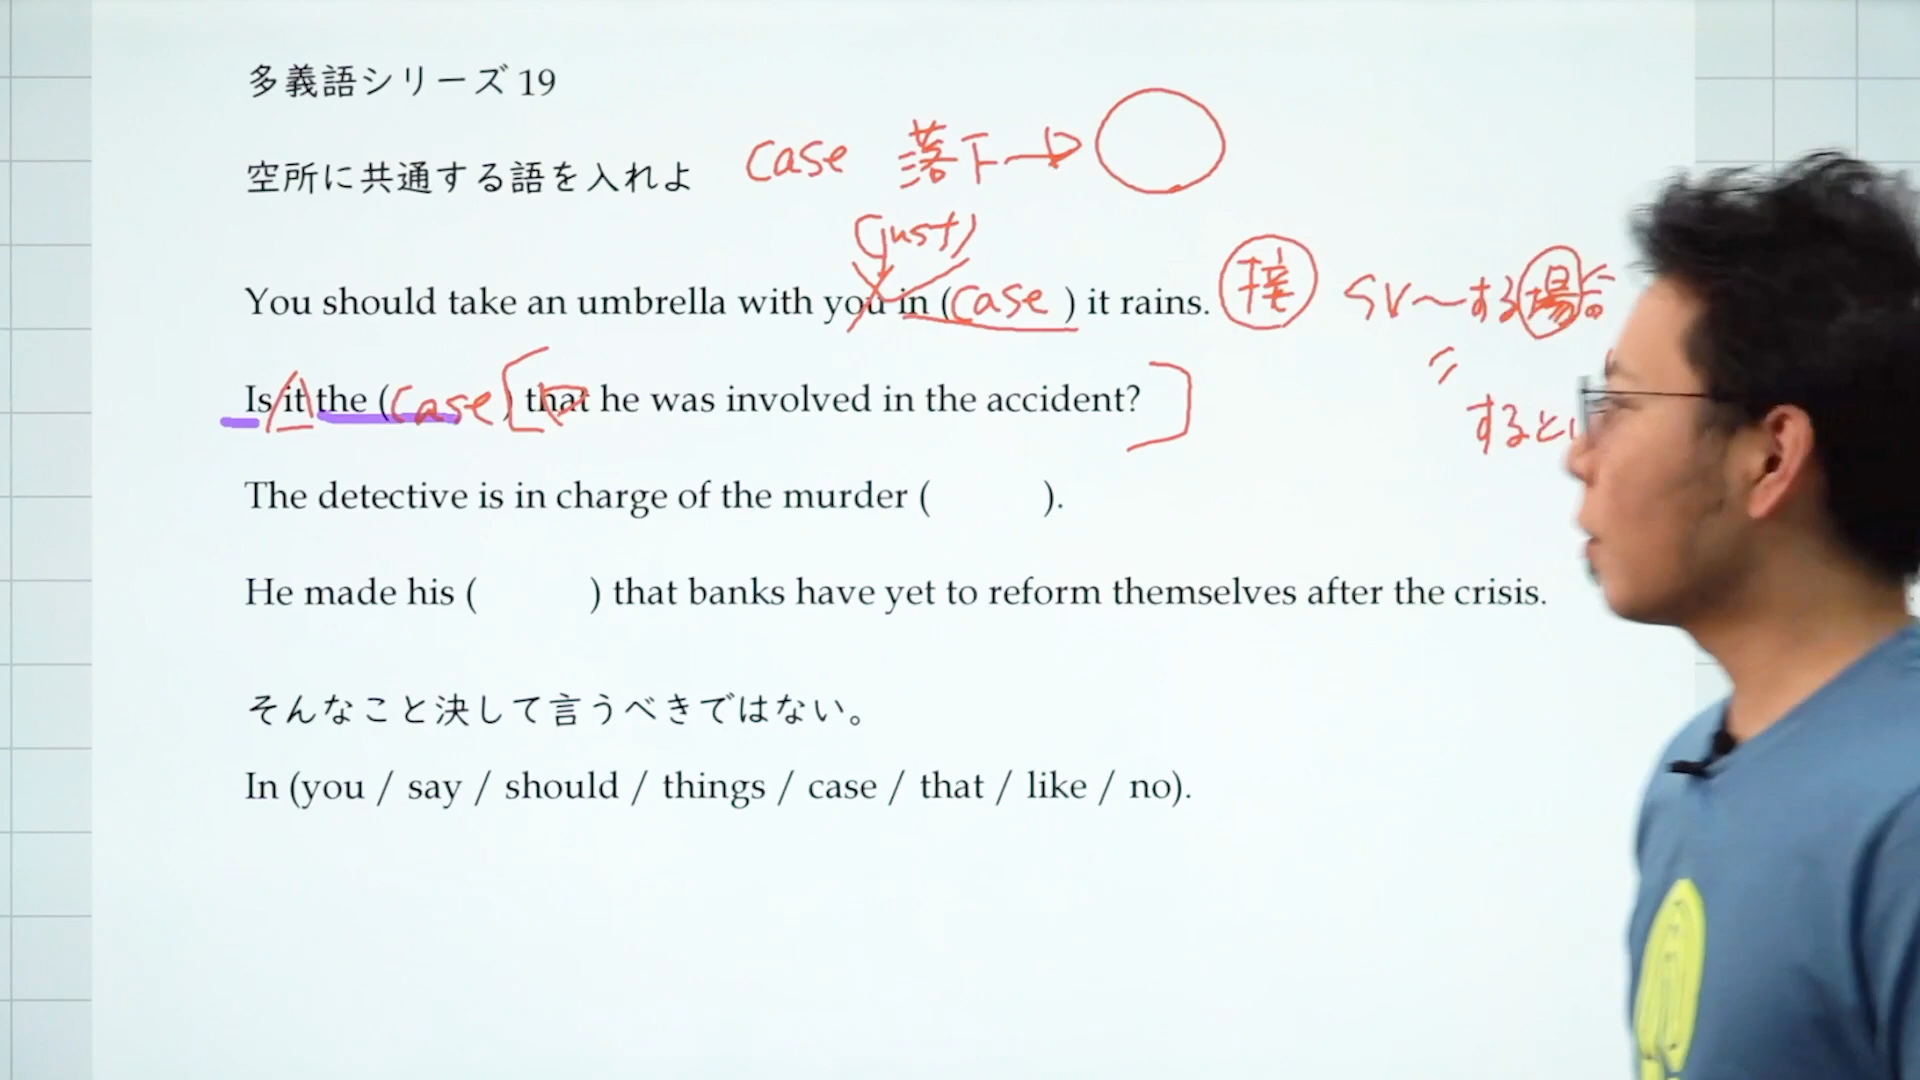 多義語シリーズ 19
空所に共通する語を入れよ
case 落下→
(just)
You should take an umbrella with you in (case) it rains. 接 SV〜する場合
Is it the (case) that he was involved in the accident?
=
すると
The detective is in charge of the murder (    ).
He made his (    ) that banks have yet to reform themselves after the crisis.
そんなこと決して言うべきではない。
In (you / say / should / things / case / that / like / no).